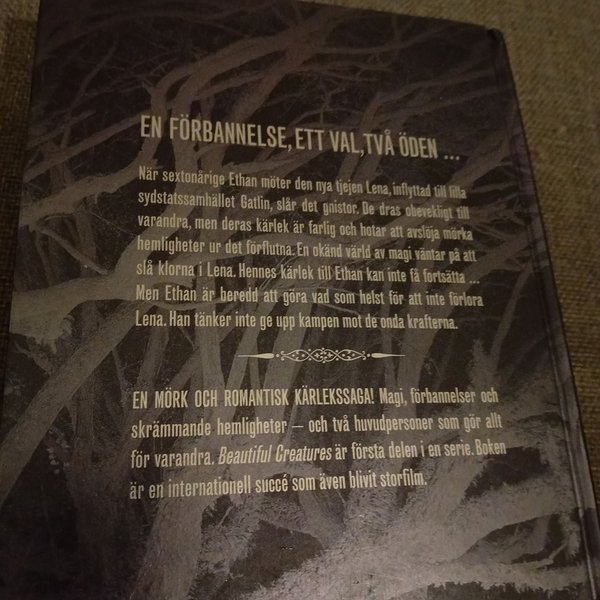 EN FÖRBANNELSE, ETT VAL, TVÅ ÖDEN ...
När sextonårige Ethan möter den nya tjejen Lena, inflyttad till lilla
sydstatssamhället Gatlin, slår det gnistor. De dras obevekligt till
varandra, men deras kärlek är farlig och hotar att avslöja mörka
hemligheter ur det förflutna. En okänd värld av magi väntar på att
slå klorna i Lena. Hennes kärlek till Ethan kan inte få fortsätta ...
Men Ethan är beredd att göra vad som helst för att inte förlora
Lena. Han tänker inte ge upp kampen mot de onda krafterna.
EN MÖRK OCH ROMANTISK KÄRLEKSSAGA! Magi, förbannelser och
skrämmande hemligheter – och två huvudpersoner som gör allt
för varandra. Beautiful Creatures är första delen i en serie. Boken
är en internationell succé som även blivit storfilm.